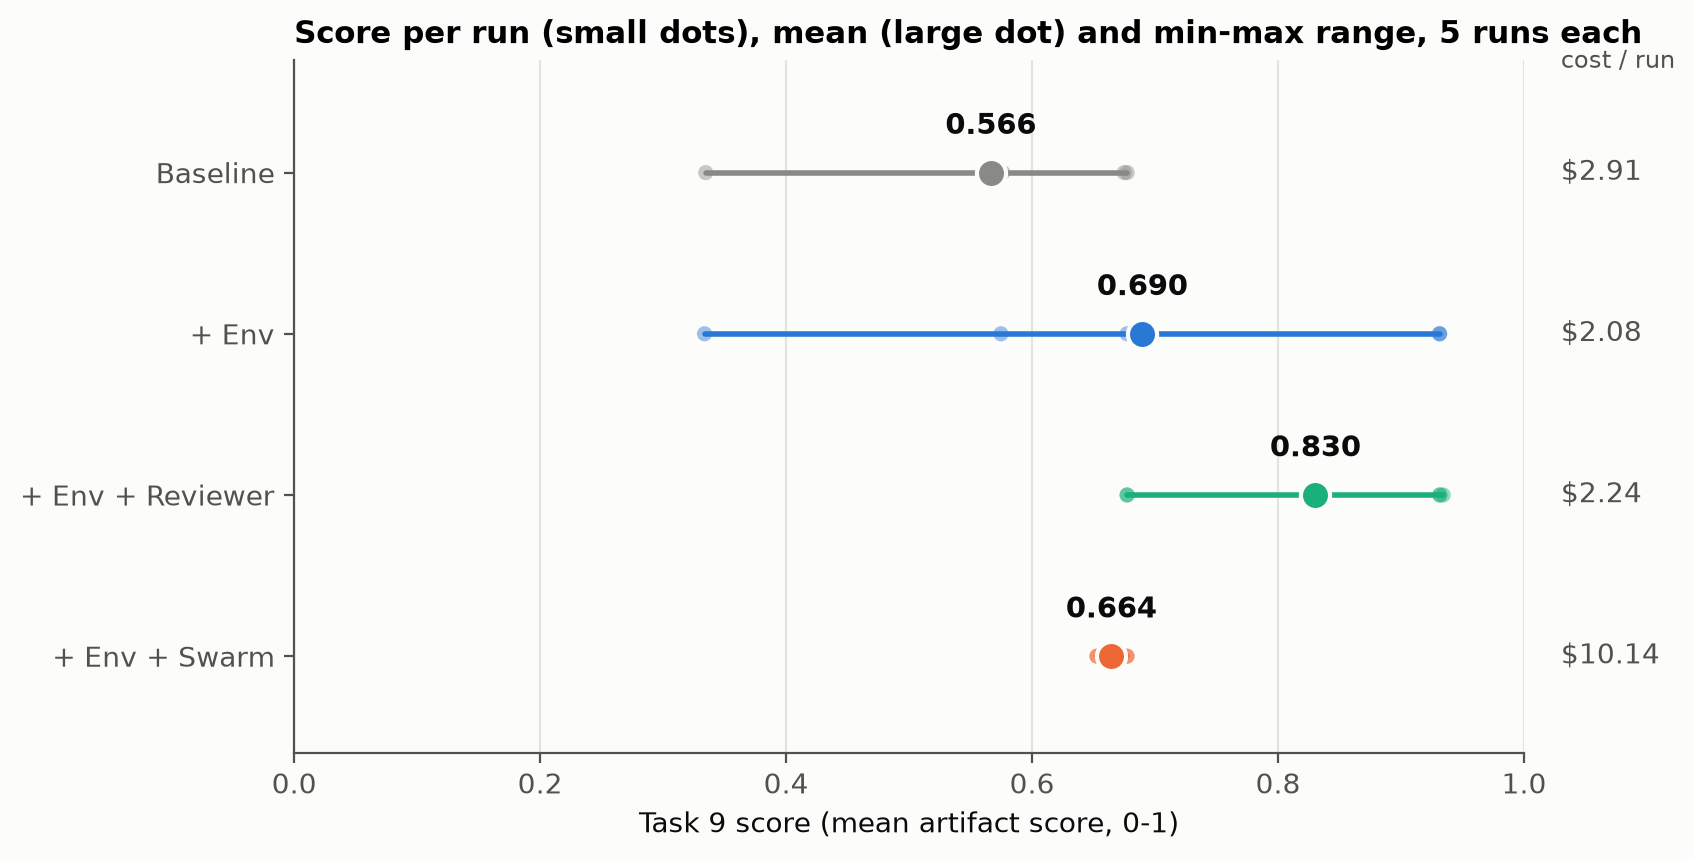 Score per run (small dots), mean (large dot) and min-max range, 5 runs each
cost / run
0.566
Baseline
$2.91
0.690
+ Env
$2.08
0.830
+ Env + Reviewer
$2.24
0.664
+ Env + Swarm
$10.14
0.0 0.2 0.4 0.6 0.8 1.0
Task 9 score (mean artifact score, 0-1)